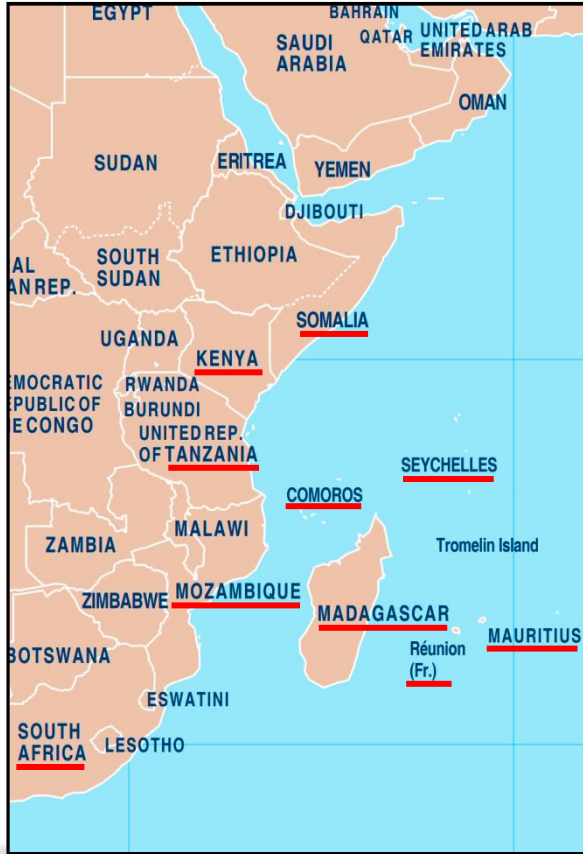 EGYPT
BAHRAIN
QATAR
UNITED ARAB
EMIRATES
SAUDI
ARABIA
OMAN
SUDAN
ERITREA
YEMEN
DJIBOUTI
ETHIOPIA
SOUTH
SUDAN
AL
AN REP.
SOMALIA
UGANDA
KENYA
EMOCRATIC
EPUBLIC OF
E CONGO
RWANDA
BURUNDI
UNITED REP.
OF TANZANIA
SEYCHELLES
COMOROS
MALAWI
ZAMBIA
Tromelin Island
ZIMBABWE
MOZAMBIQUE
MADAGASCAR
MAURITIUS
Réunion
(Fr.)
BOTSWANA
ESWATINI
SOUTH
AFRICA
LESOTHO